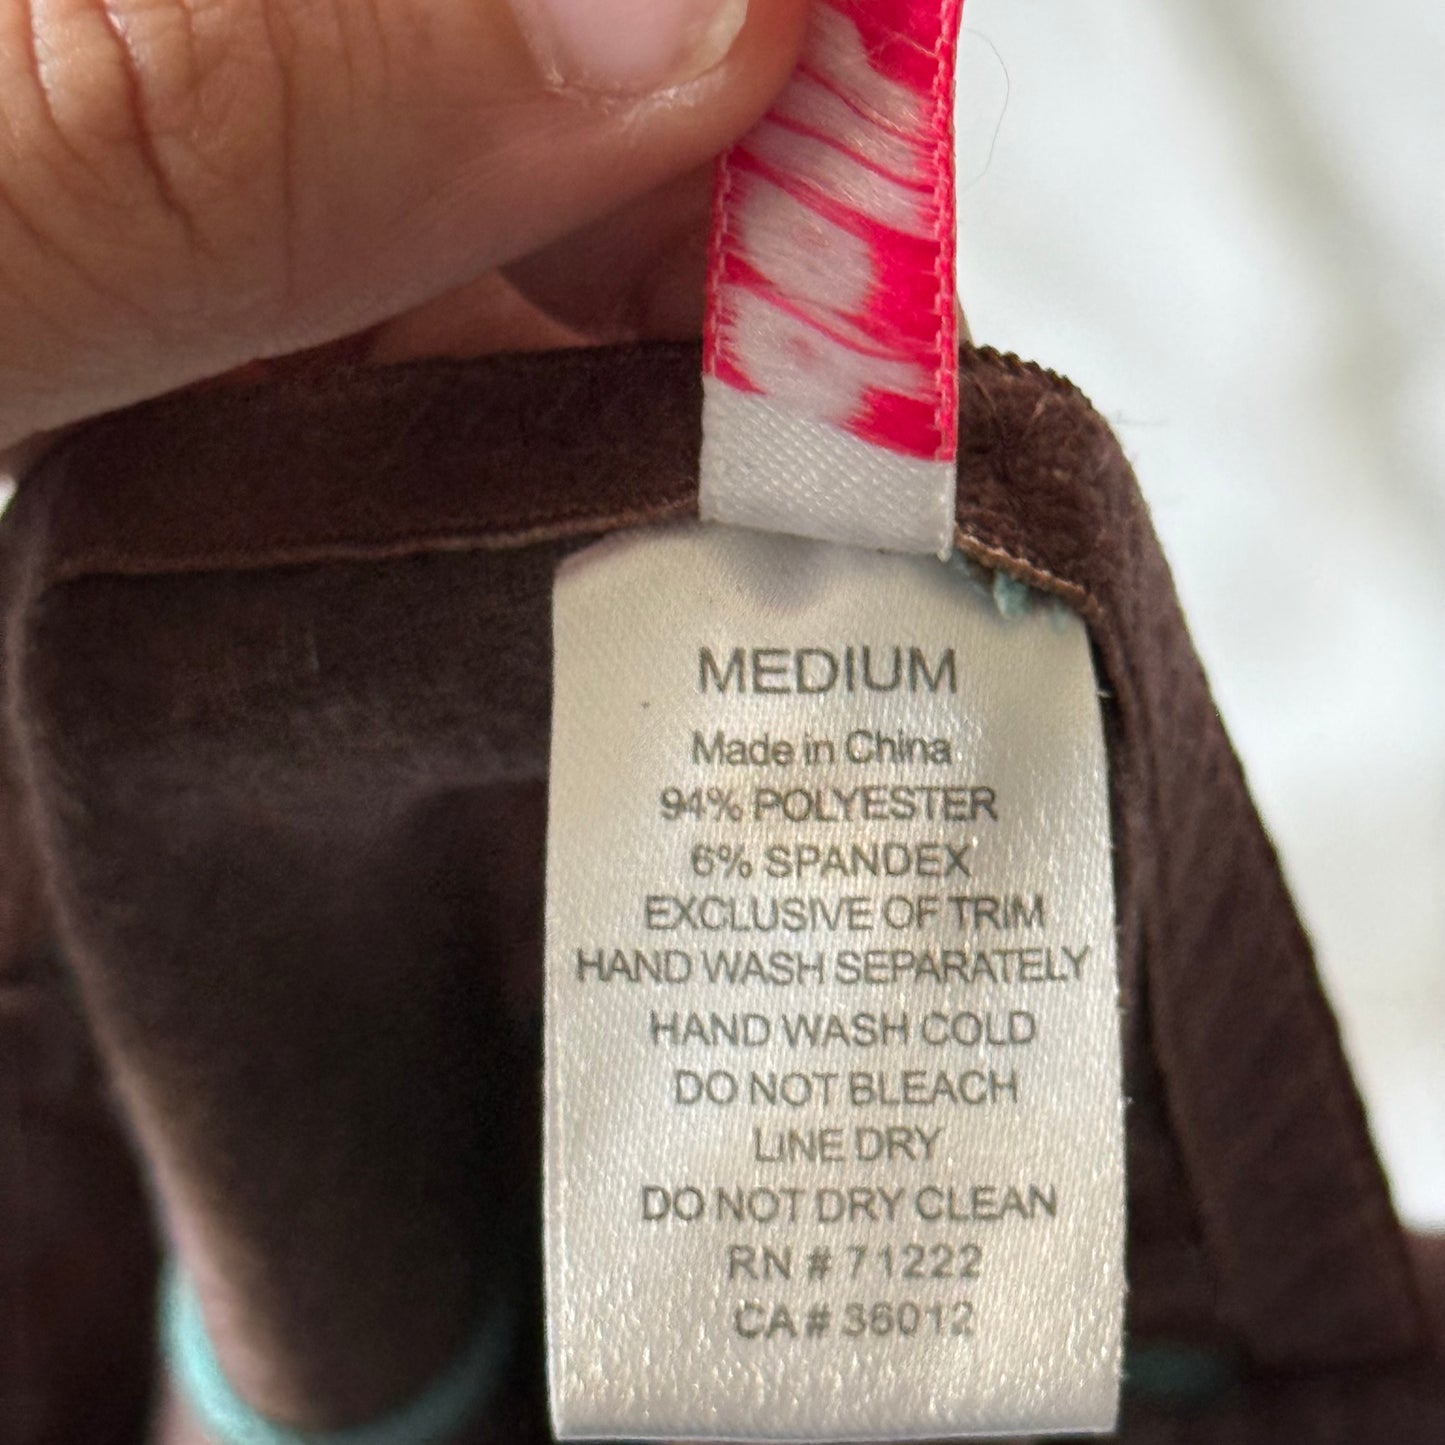 MEDIUM
Made in China
94% POLYESTER
6% SPANDEX
EXCLUSIVE OF TRIM
HAND WASH SEPARATELY
HAND WASH COLD
DO NOT BLEACH
LINE DRY
DO NOT DRY CLEAN
RN # 71222
CA # 36012